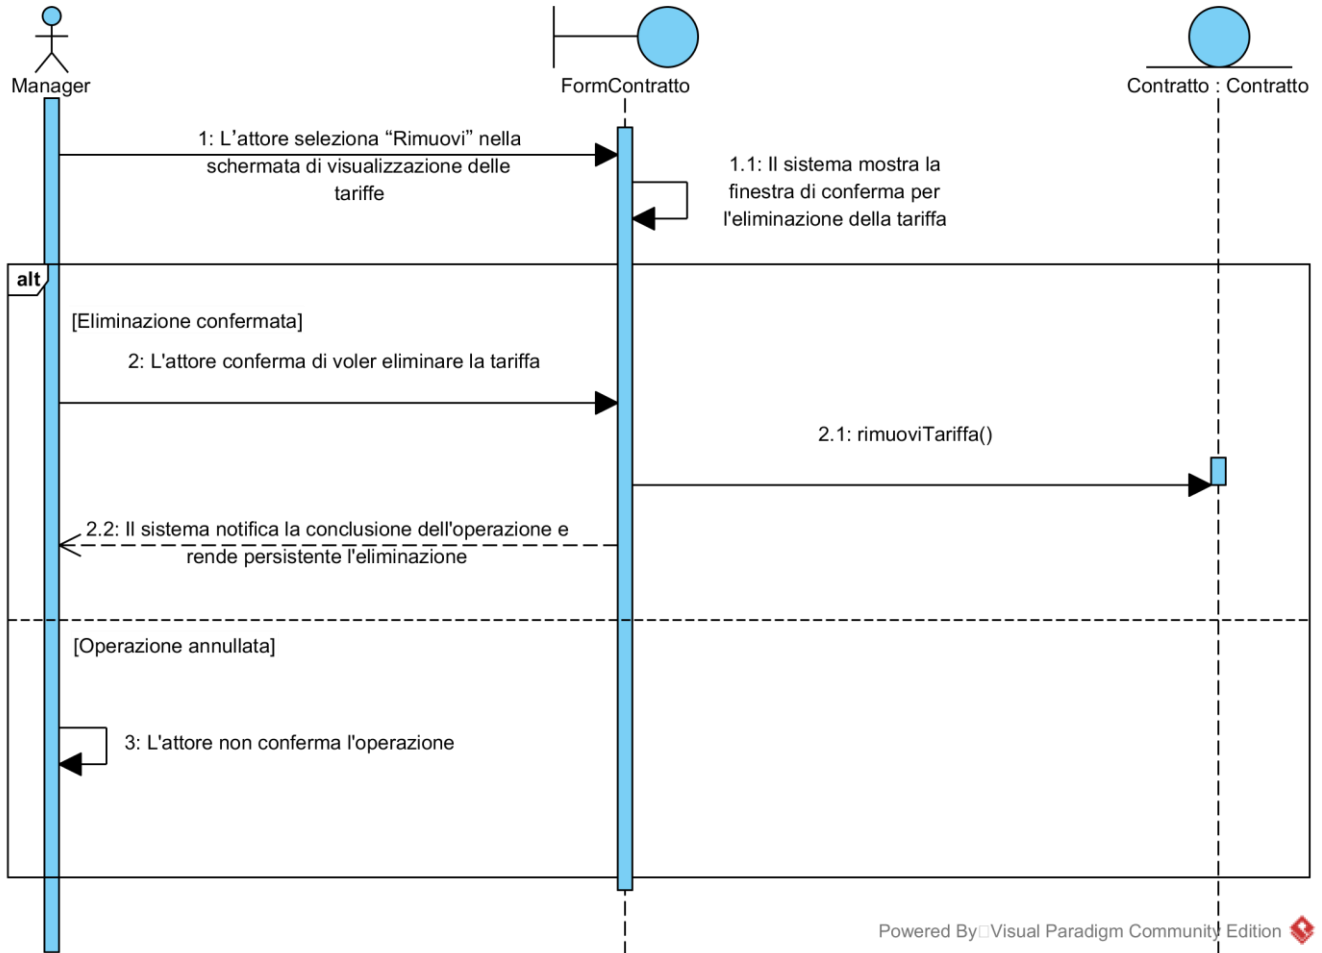 Manager
FormContratto
Contratto : Contratto
1: L'attore seleziona “Rimuovi” nella
schermata di visualizzazione delle
tariffe
1.1: Il sistema mostra la
finestra di conferma per
l'eliminazione della tariffa
alt
[Eliminazione confermata]
2: L'attore conferma di voler eliminare la tariffa
2.1: rimuoviTariffa()
2.2: Il sistema notifica la conclusione dell'operazione e
rende persistente l'eliminazione
[Operazione annullata]
3: L'attore non conferma l'operazione
Powered By Visual Paradigm Community Edition